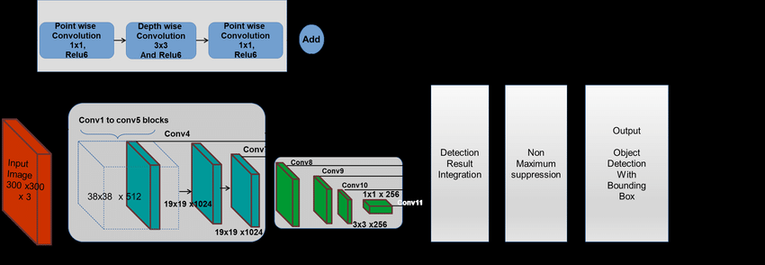 Point wise
Convolution
1x1,
Relu6
Depth wise
Convolution
3x3
And Relu6
Point wise
Convolution
1x1,
Relu6
Add
Conv1 to conv5 blocks
Conv4
Conv
Input
Image
300 x300
x 3
38x38 x 512
19x19 x1024
19x19 x1024
Conv8
Conv9
Conv10
1x1 x 256
Conv11
3x3 x256
Detection
Result
Integration
Non
Maximum
suppression
Output
Object
Detection
With
Bounding
Box